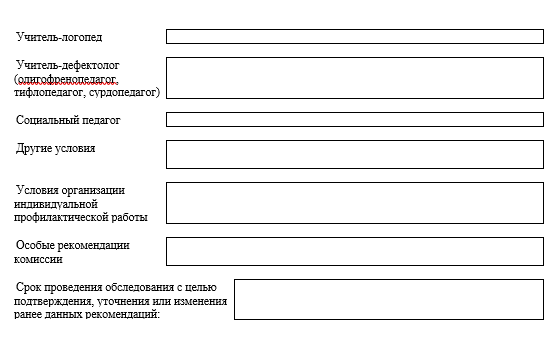 Учитель-логопед
Учитель-дефектолог
(олигофренопедагог,
тифлопедагог, сурдопедагог)
Социальный педагог
Другие условия
Условия организации
индивидуальной
профилактической работы
Особые рекомендации
комиссии
Срок проведения обследования с целью
подтверждения, уточнения или изменения
ранее данных рекомендаций: